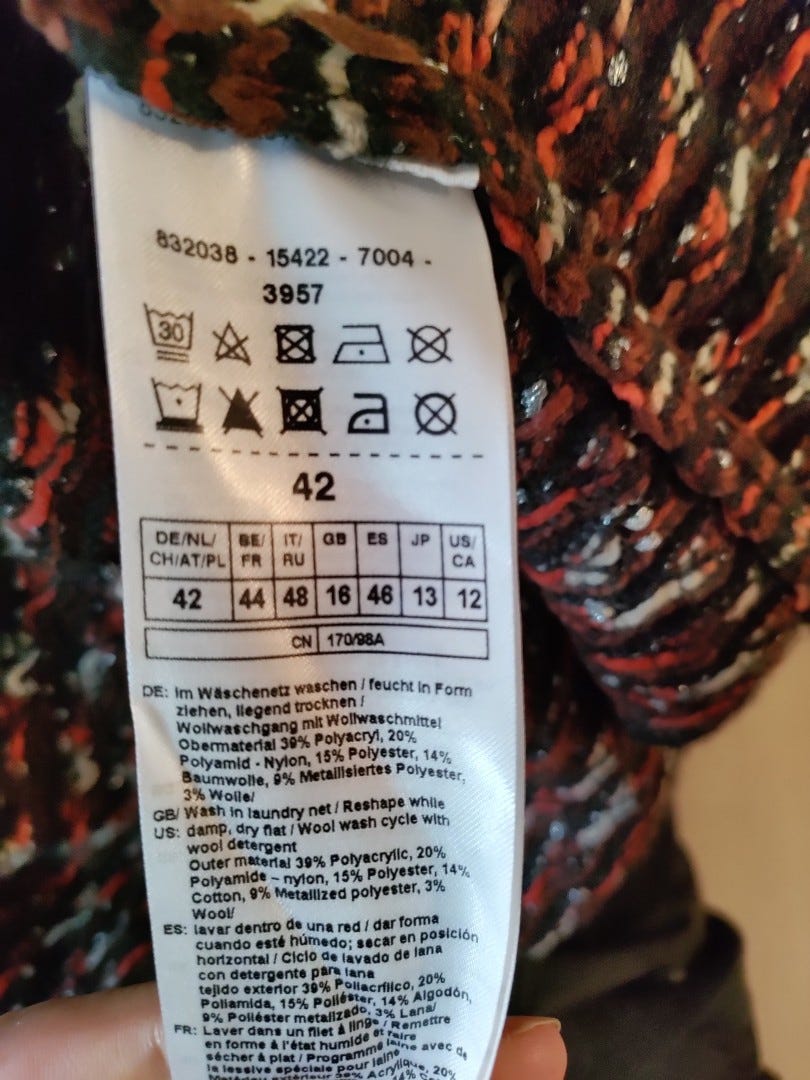 832038 - 15422 - 7004 -
3957
30
42
DE/NL/ BE/ IT/ GB ES JP US/
CH/AT/PL FR RU CA
42 44 48 16 46 13 12
CN 170/98A
DE: Im Wäschenetz waschen / feucht in Form
ziehen, liegend trocknen /
Wollwaschgang mit Wollwaschmittel
Obermaterial 39% Polyacryl, 20%
Polyamid - Nylon, 15% Polyester, 14%
Baumwolle, 9% Metallisiertes Polyester,
3% Wolle/
GB/ Wash in laundry net / Reshape while
US: damp, dry flat / Wool wash cycle with
wool detergent
Outer material 39% Polyacrylic, 20%
Polyamide – nylon, 15% Polyester, 14%
Cotton, 9% Metallized polyester, 3%
Wool/
ES: lavar dentro de una red / dar forma
cuando esté húmedo; secar en posición
horizontal / Ciclo de lavado de lana
con detergente para lana
tejido exterior 39% Poliacrílico, 20%
Poliamida, 15% Poliéster, 14% Algodón,
9% Poliéster metalizado, 3% Lana/
FR: Laver dans un filet à linge / Remettre
en forme à l'état humide et faire
sécher à plat / Programme laine avec de
la lessive spéciale pour laine
Matériau extérieur 39% Acrylique, 20%